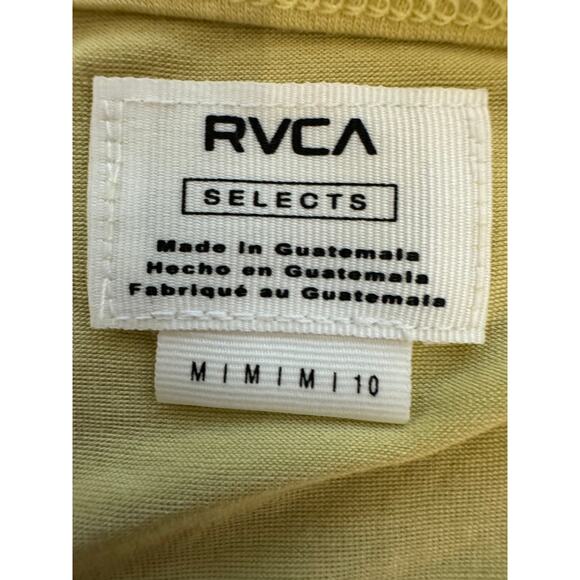 RVCA
SELECTS
Made in Guatemala
Hecho en Guatemala
Fabriqué au Guatemala
M | M | M | 10